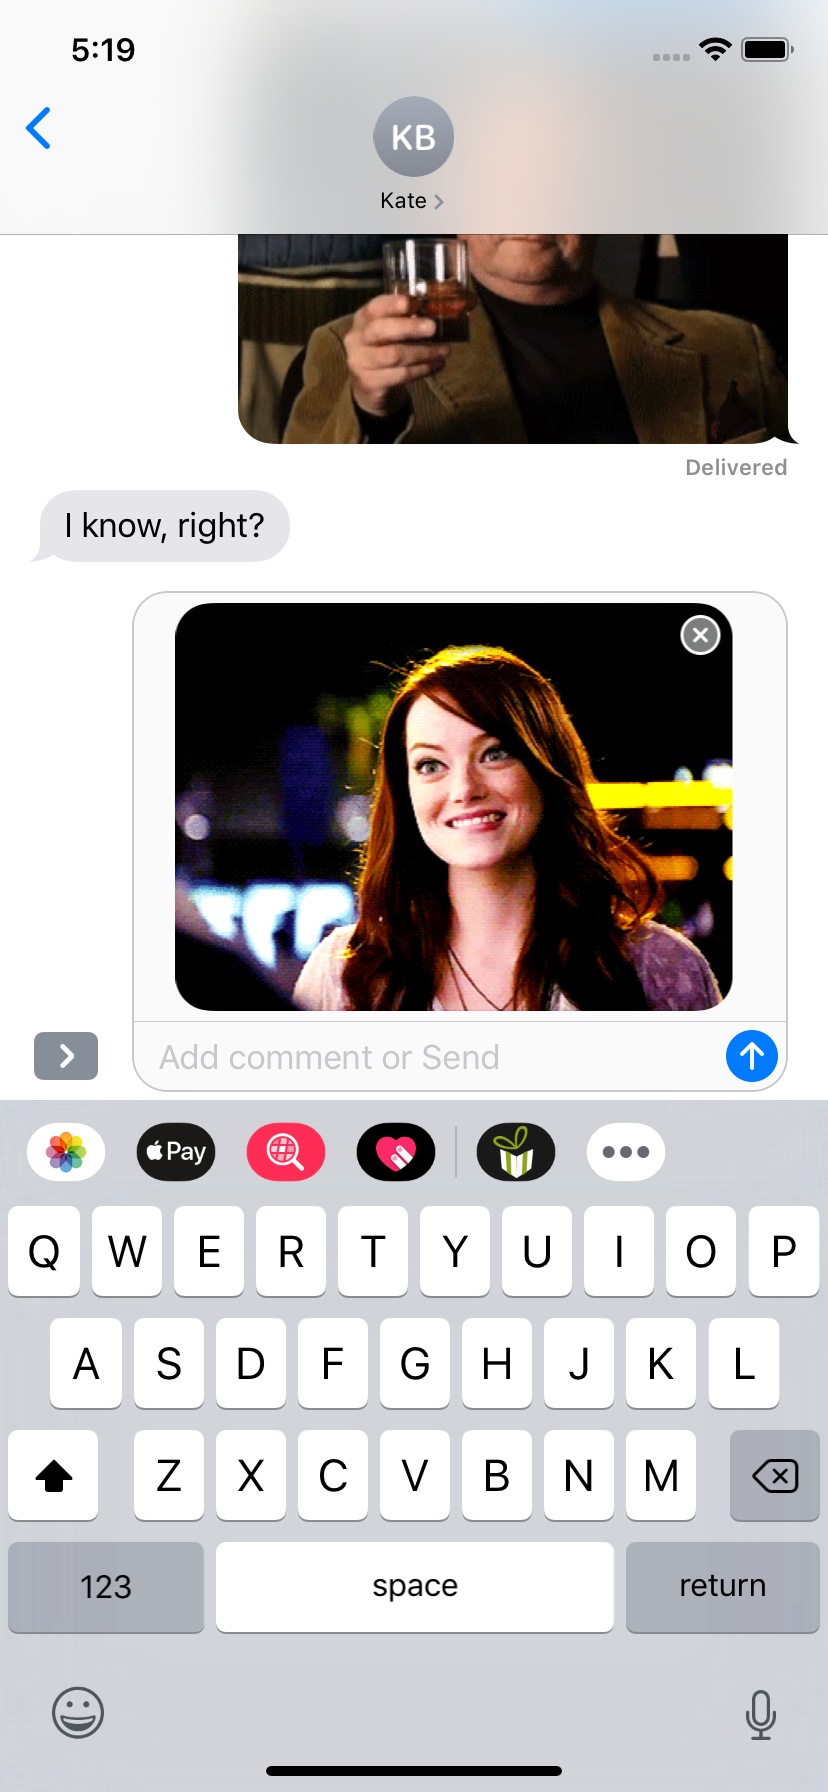 5:19
KB
Kate
Delivered
I know, right?
Add comment or Send
Pay
Q W E R T Y U I O P
A S D F G H J K L
Z X C V B N M
123 space return